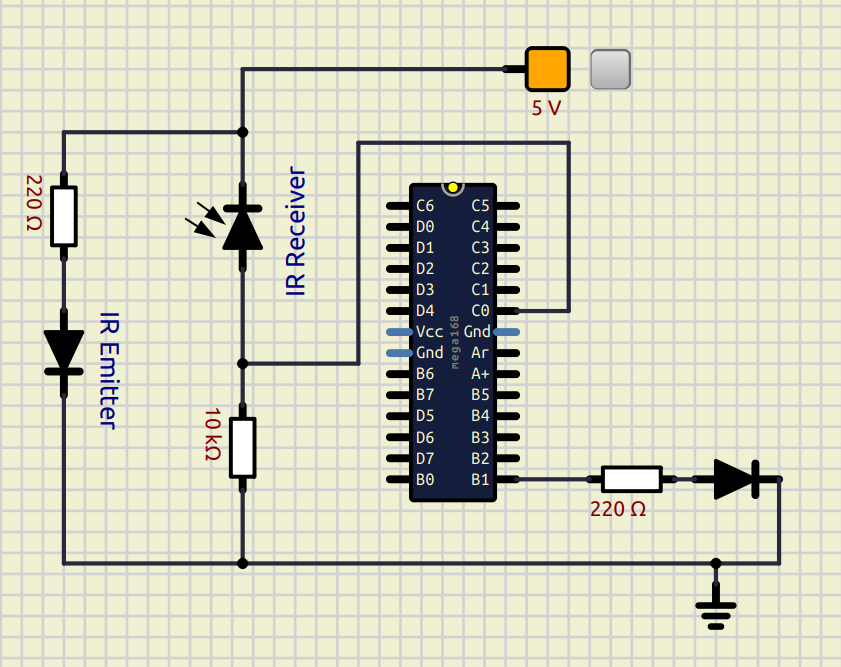 5 V
220 Ω
IR Receiver
IR Emitter
10 kΩ
C6 C5
D0 C4
D1 C3
D2 C2
D3 C1
D4 C0
Vcc Gnd
Gnd Ar
B6 A+
B7 B5
D5 B4
D6 B3
D7 B2
B0 B1
mega168
220 Ω